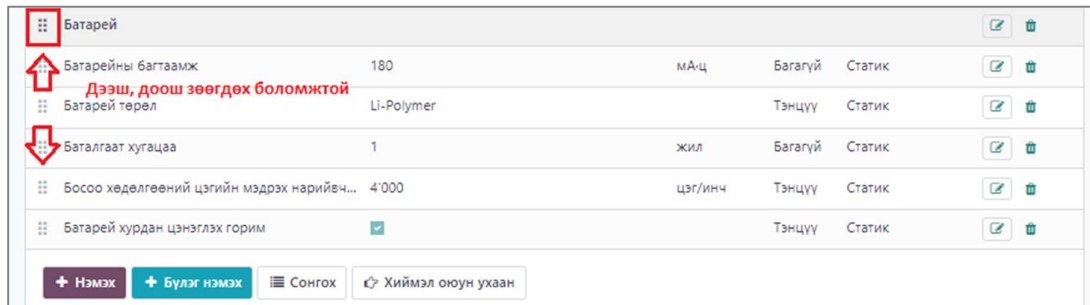 Батарей
Батарейны багтаамж 180 мА·ц Багагүй Статик
Дээш, доош зөөгдөх боломжтой
Батарей төрөл Li-Polymer Тэнцүү Статик
Баталгаат хугацаа 1 жил Багагүй Статик
Босоо хөдөлгөөний цэгийн мэдрэх нарийвч... 4'000 цэг/инч Тэнцүү Статик
Батарей хурдан цэнэглэх горим Тэнцүү Статик
+ Нэмэх + Бүлэг нэмэх Сонгох Хиймэл оюун ухаан